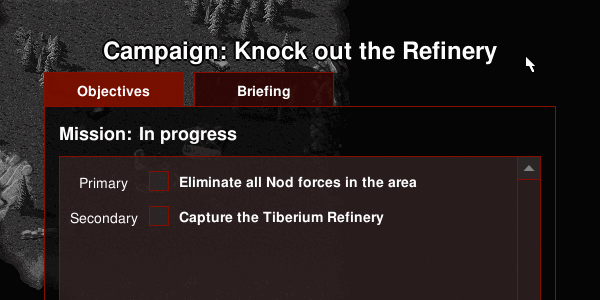 Campaign: Knock out the Refinery
Objectives Briefing
Mission: In progress
Primary Eliminate all Nod forces in the area
Secondary Capture the Tiberium Refinery